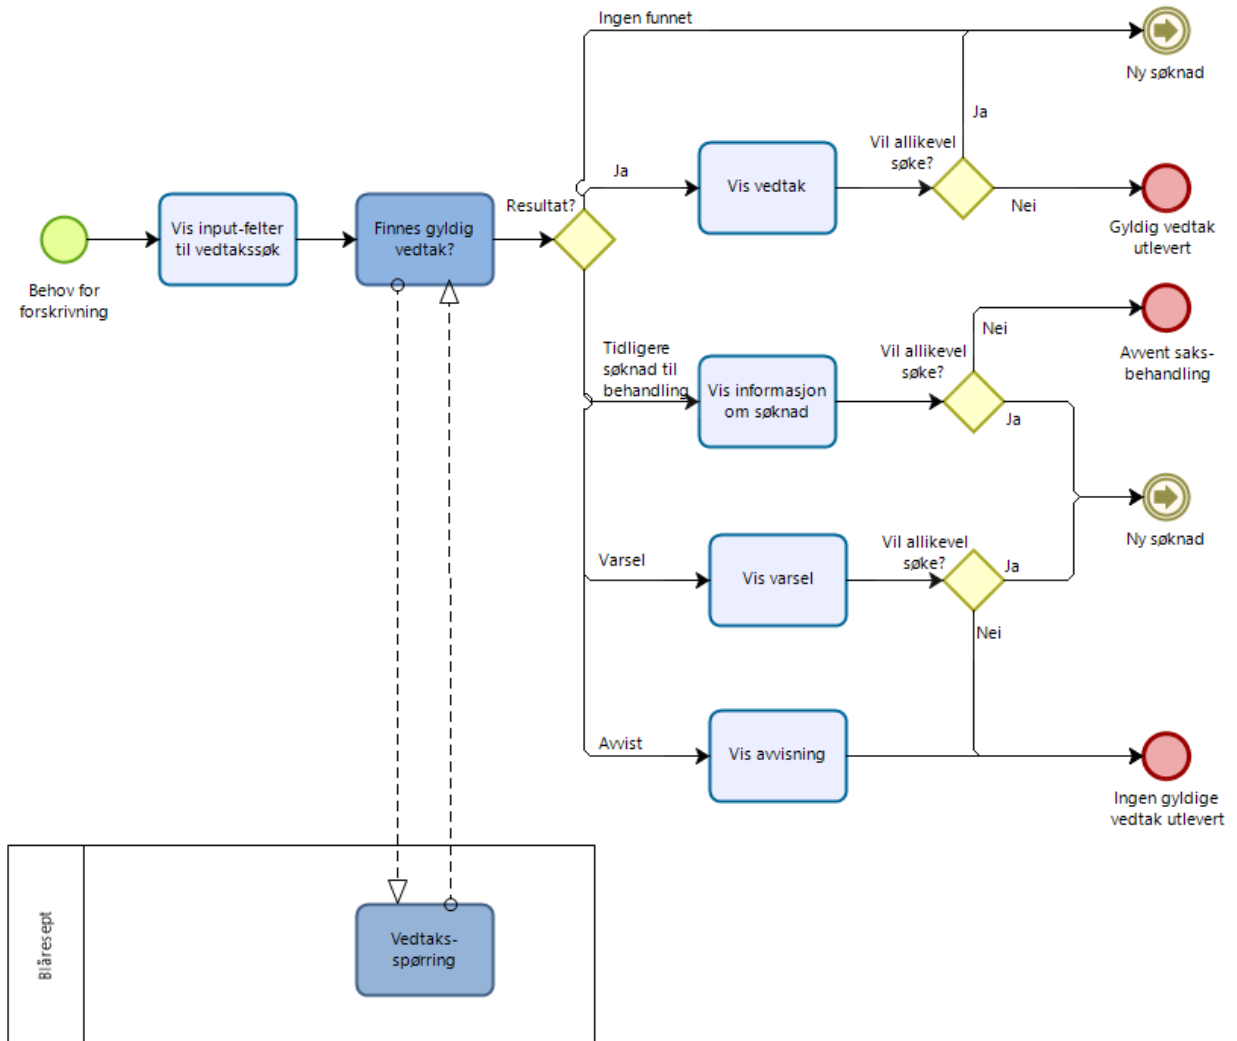 Ingen funnet
Ny søknad
Ja
Vil allikevel
søke?
Ja
Vis vedtak
Nei
Gyldig vedtak
utlevert
Resultat?
Vis input-felter
til vedtakssøk
Finnes gyldig
vedtak?
Behov for
forskrivning
Nei
Tidligere
søknad til
behandling
Vil allikevel
søke?
Avvent saks-
behandling
Vis informasjon
om søknad
Ja
Ny søknad
Varsel
Vil allikevel
søke?
Ja
Vis varsel
Nei
Avvist
Vis avvisning
Ingen gyldige
vedtak utlevert
Blåresept
Vedtaks-
spørring